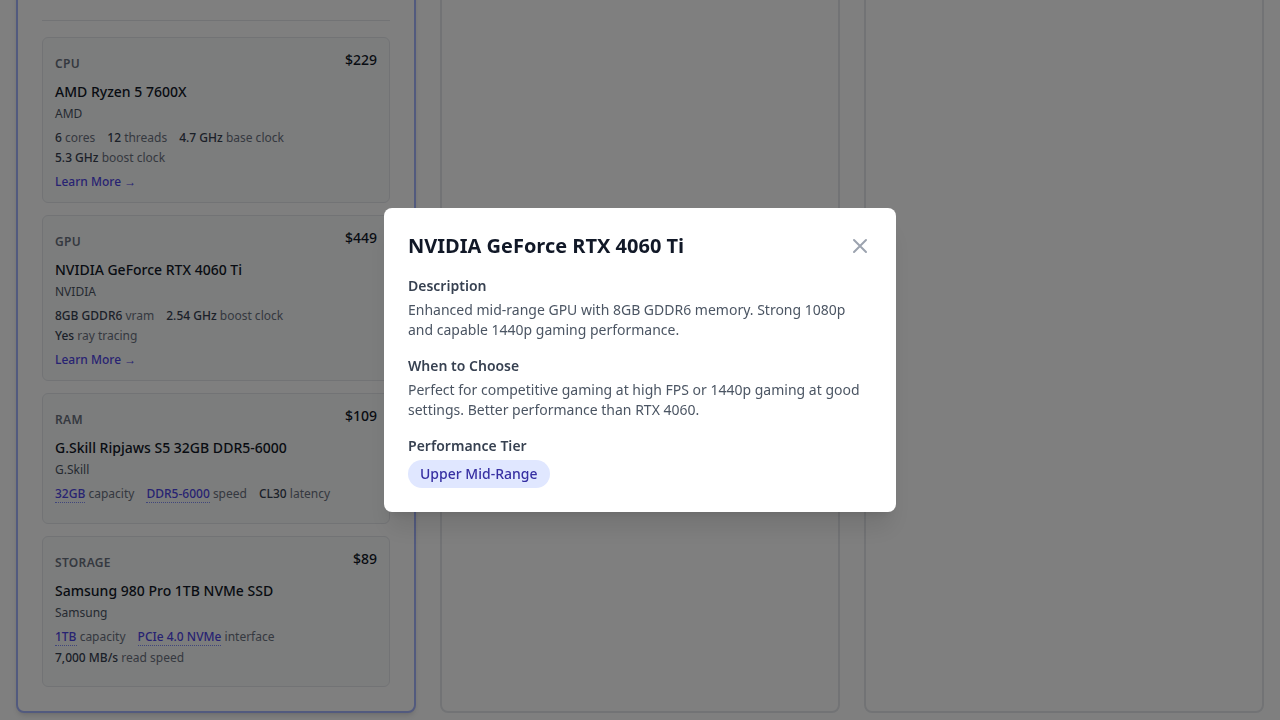 CPU
$229
AMD Ryzen 5 7600X
AMD
6 cores 12 threads 4.7 GHz base clock
5.3 GHz boost clock
Learn More →
GPU
$449
NVIDIA GeForce RTX 4060 Ti
NVIDIA
8GB GDDR6 vram 2.54 GHz boost clock
Yes ray tracing
Learn More →
RAM
$109
G.Skill Ripjaws S5 32GB DDR5-6000
G.Skill
32GB capacity DDR5-6000 speed CL30 latency
STORAGE
$89
Samsung 980 Pro 1TB NVMe SSD
Samsung
1TB capacity PCIe 4.0 NVMe interface
7,000 MB/s read speed
NVIDIA GeForce RTX 4060 Ti
Description
Enhanced mid-range GPU with 8GB GDDR6 memory. Strong 1080p
and capable 1440p gaming performance.
When to Choose
Perfect for competitive gaming at high FPS or 1440p gaming at good
settings. Better performance than RTX 4060.
Performance Tier
Upper Mid-Range